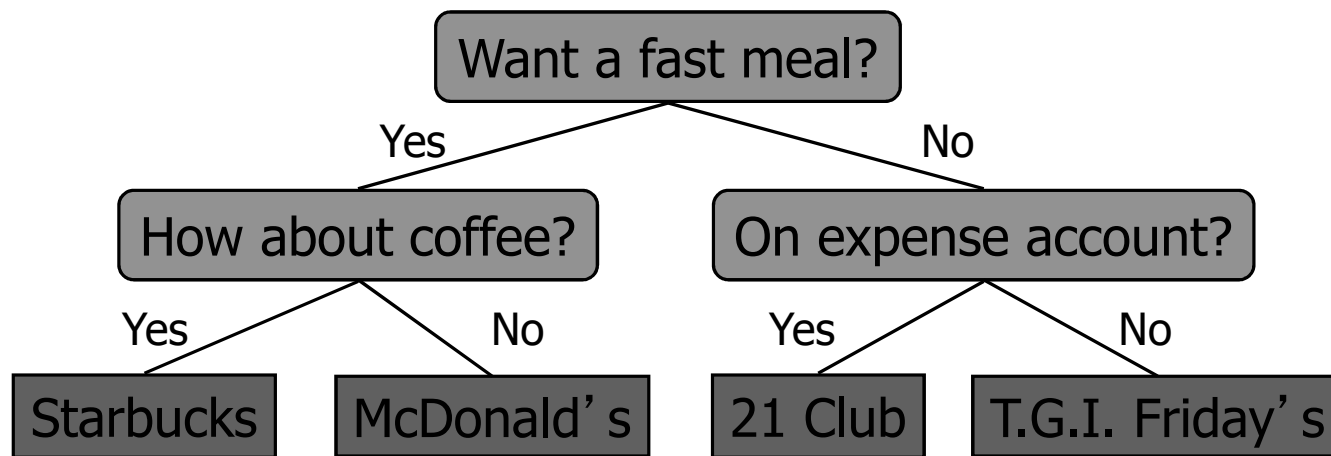 Want a fast meal?
Yes
No
How about coffee?
On expense account?
Yes
No
Yes
No
Starbucks
McDonald’s
21 Club
T.G.I. Friday’s